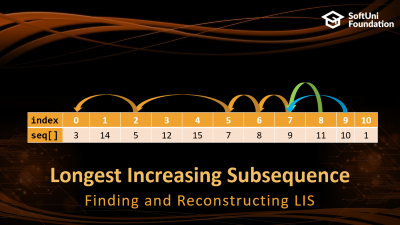 SoftUni
Foundation
index 0 1 2 3 4 5 6 7 8 9 10
seq[] 3 14 5 12 15 7 8 9 11 10 1
Longest Increasing Subsequence
Finding and Reconstructing LIS